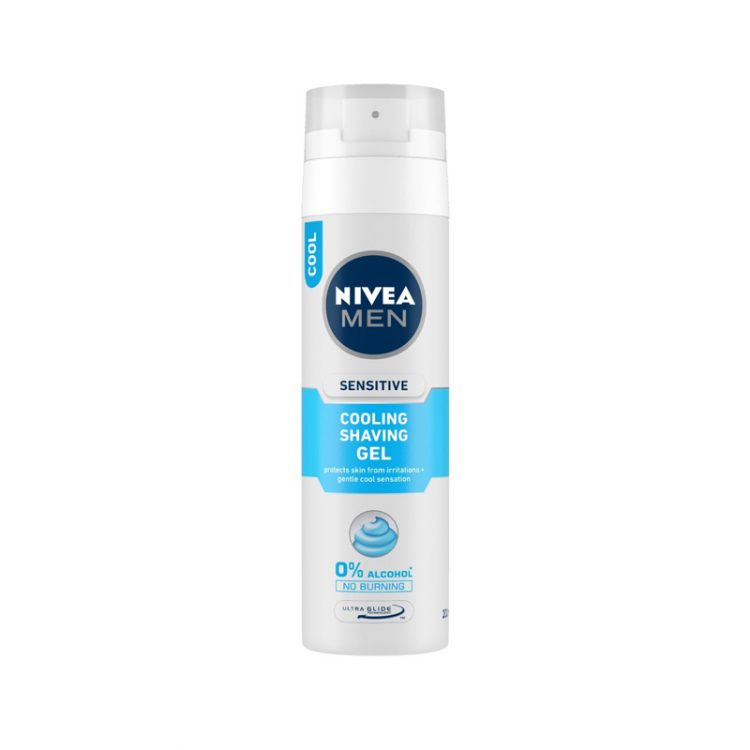 COOL
NIVEA
MEN
SENSITIVE
COOLING
SHAVING
GEL
protects skin from irritations +
gentle cool sensation
0% ALCOHOL*
NO BURNING
ULTRA GLIDE
TM